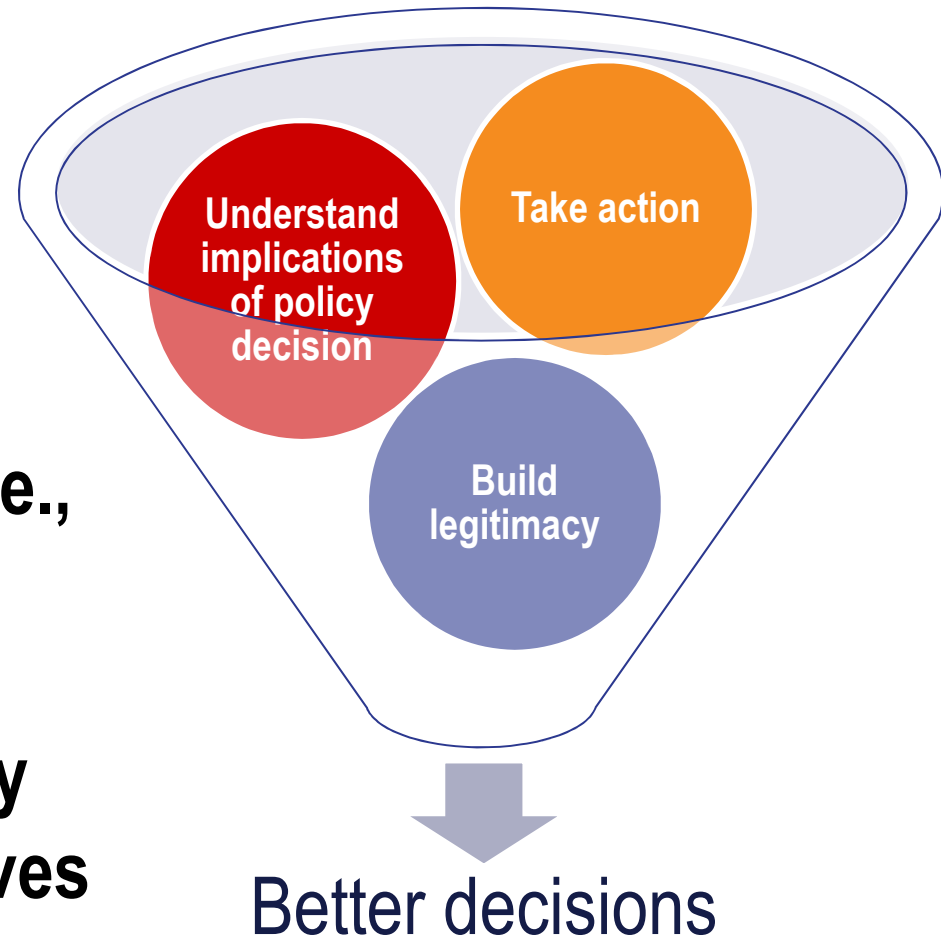 Understand
implications
of policy
decision
Take action
Build
legitimacy
e.,
y
ves
Better decisions